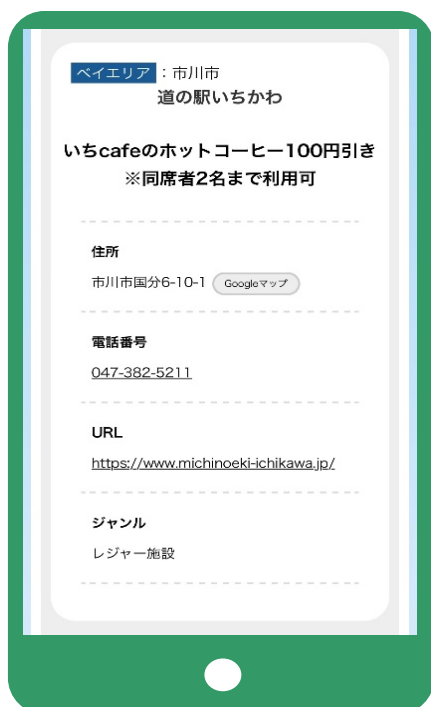 ベイエリア：市川市
道の駅いちかわ
いちcafeのホットコーヒー100円引き
※同席者2名まで利用可
住所
市川市国分6-10-1 Googleマップ
電話番号
047-382-5211
URL
https://www.michinoeki-ichikawa.jp/
ジャンル
レジャー施設